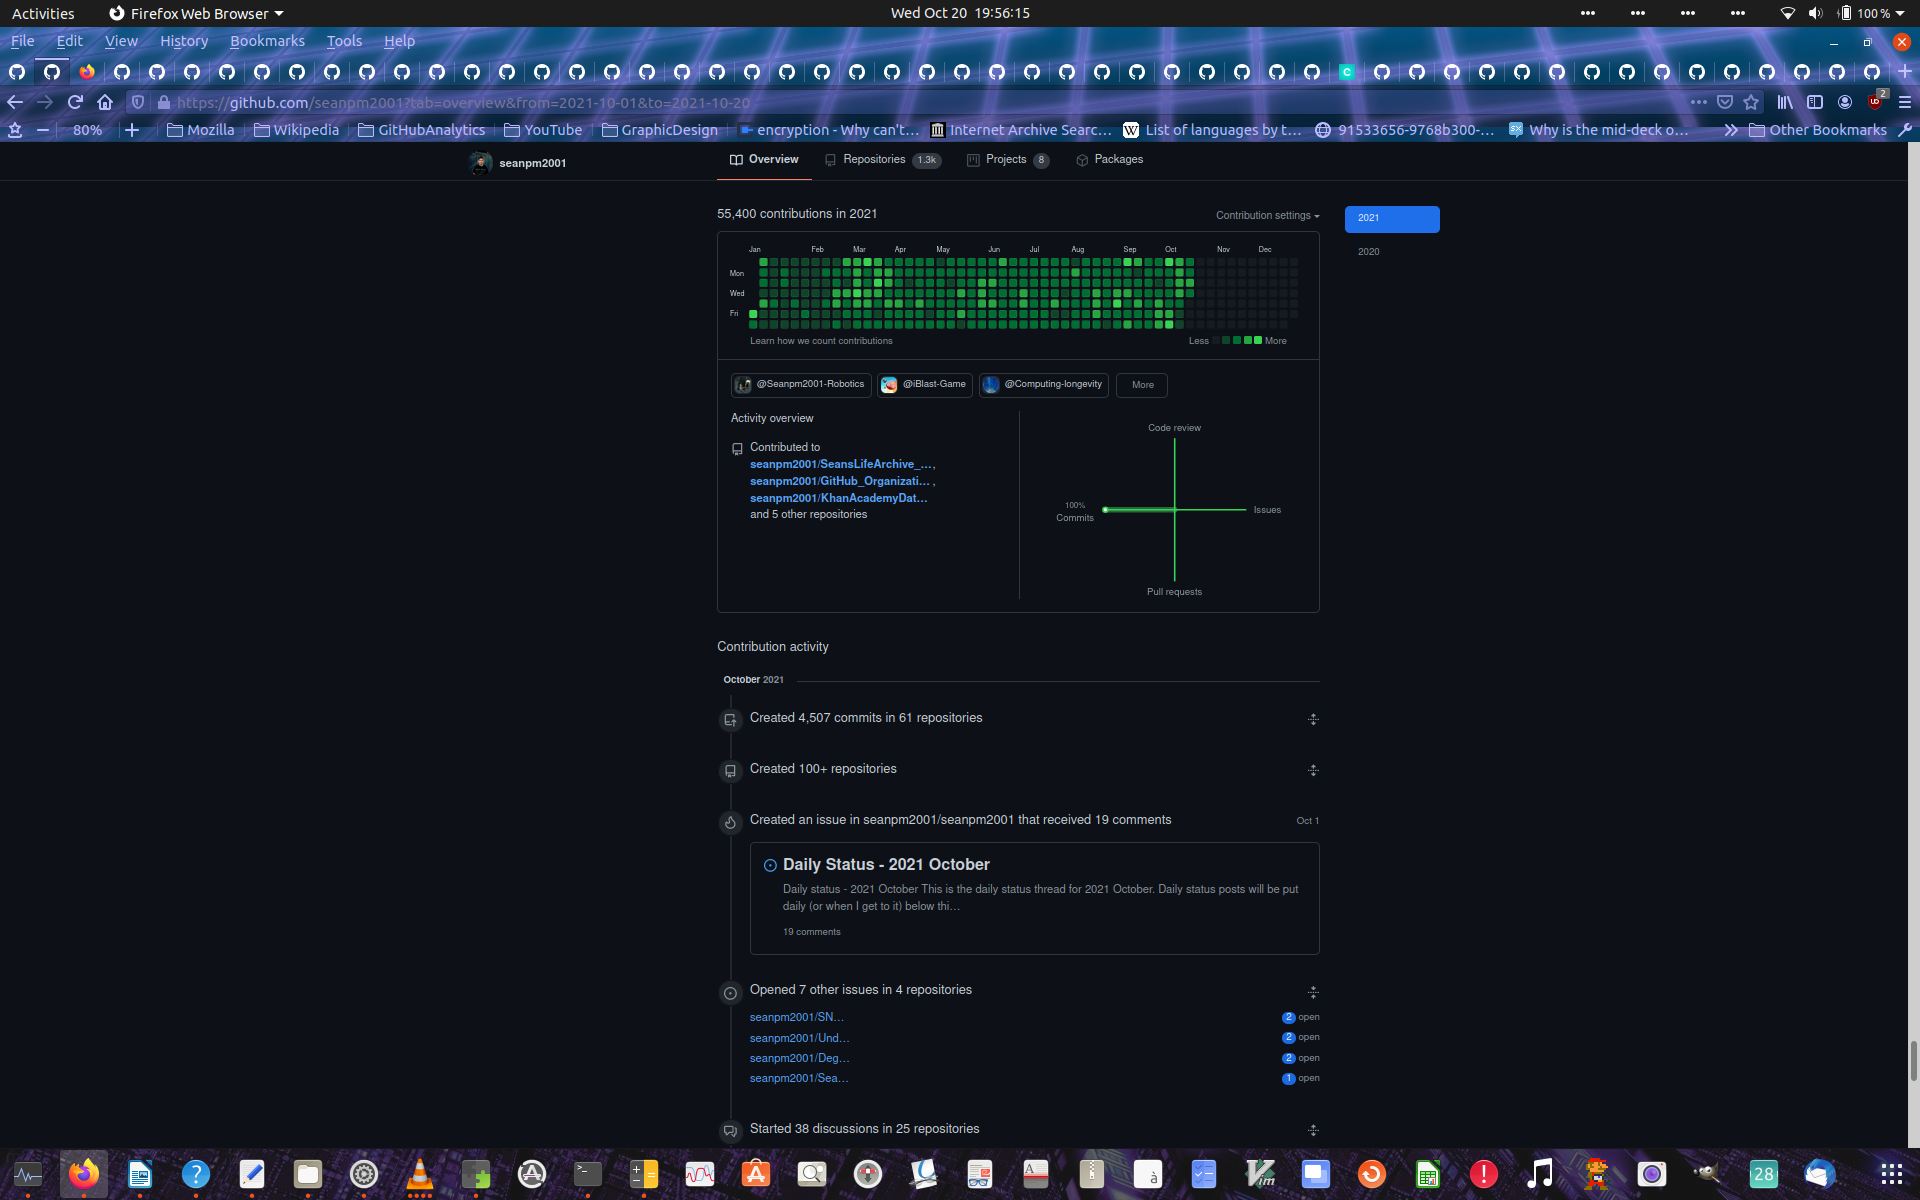 Activities Firefox Web Browser Wed Oct 20 19:56:15 100 %
File Edit View History Bookmarks Tools Help
https://github.com/seanpm2001?tab=overview&from=2021-10-01&to=2021-10-20 2
80% Mozilla Wikipedia GitHubAnalytics YouTube GraphicDesign encryption - Why can't… Internet Archive Searc… List of languages by t… 91533656-9768b300-… Why is the mid-deck o… Other Bookmarks
seanpm2001 Overview Repositories 1.3k Projects 8 Packages
55,400 contributions in 2021 Contribution settings 2021
2020
Jan Feb Mar Apr May Jun Jul Aug Sep Oct Nov Dec
Mon
Wed
Fri
Learn how we count contributions Less More
@Seanpm2001-Robotics @iBlast-Game @Computing-longevity More
Activity overview
Code review
Contributed to
seanpm2001/SeansLifeArchive_… ,
seanpm2001/GitHub_Organizati… ,
seanpm2001/KhanAcademyDat…
and 5 other repositories
100%
Commits
Issues
Pull requests
Contribution activity
October 2021
Created 4,507 commits in 61 repositories
Created 100+ repositories
Created an issue in seanpm2001/seanpm2001 that received 19 comments Oct 1
Daily Status - 2021 October
Daily status - 2021 October This is the daily status thread for 2021 October. Daily status posts will be put
daily (or when I get to it) below thi…
19 comments
Opened 7 other issues in 4 repositories
seanpm2001/SN… 2 open
seanpm2001/Und… 2 open
seanpm2001/Deg… 2 open
seanpm2001/Sea… 1 open
Started 38 discussions in 25 repositories
28